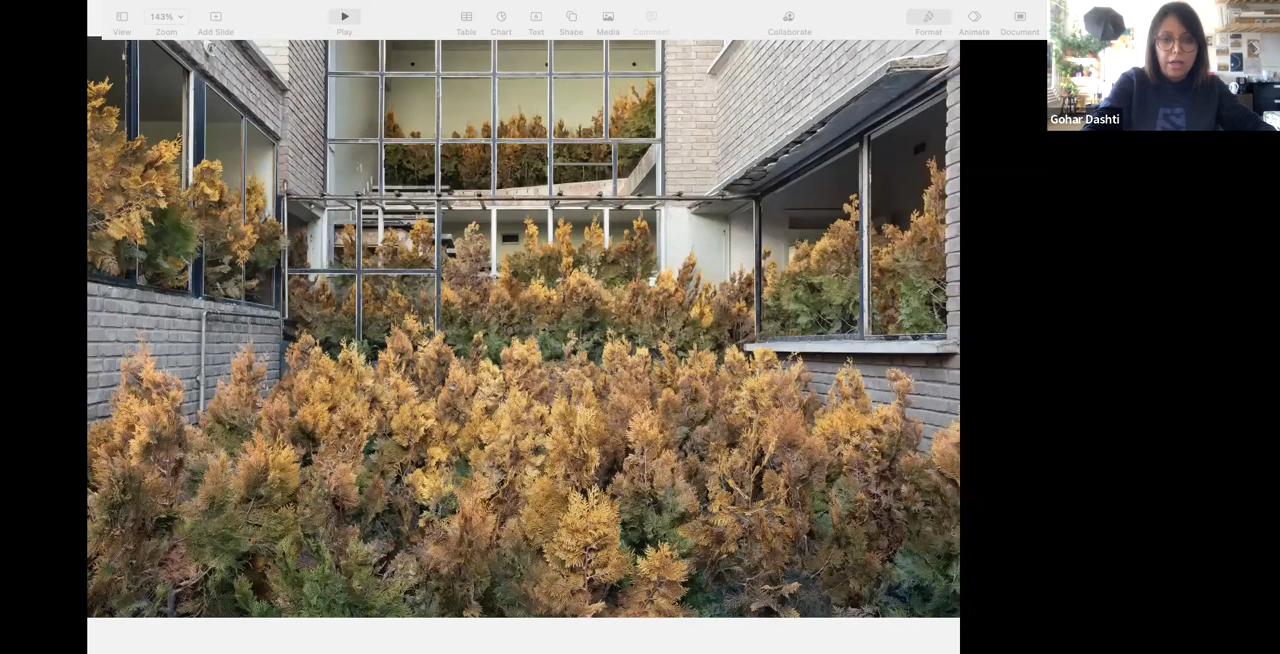 143%
View
Zoom
Add Slide
Play
Table
Chart
Text
Shape
Media
Comment
Collaborate
Format
Animate
Document
Gohar Dashti